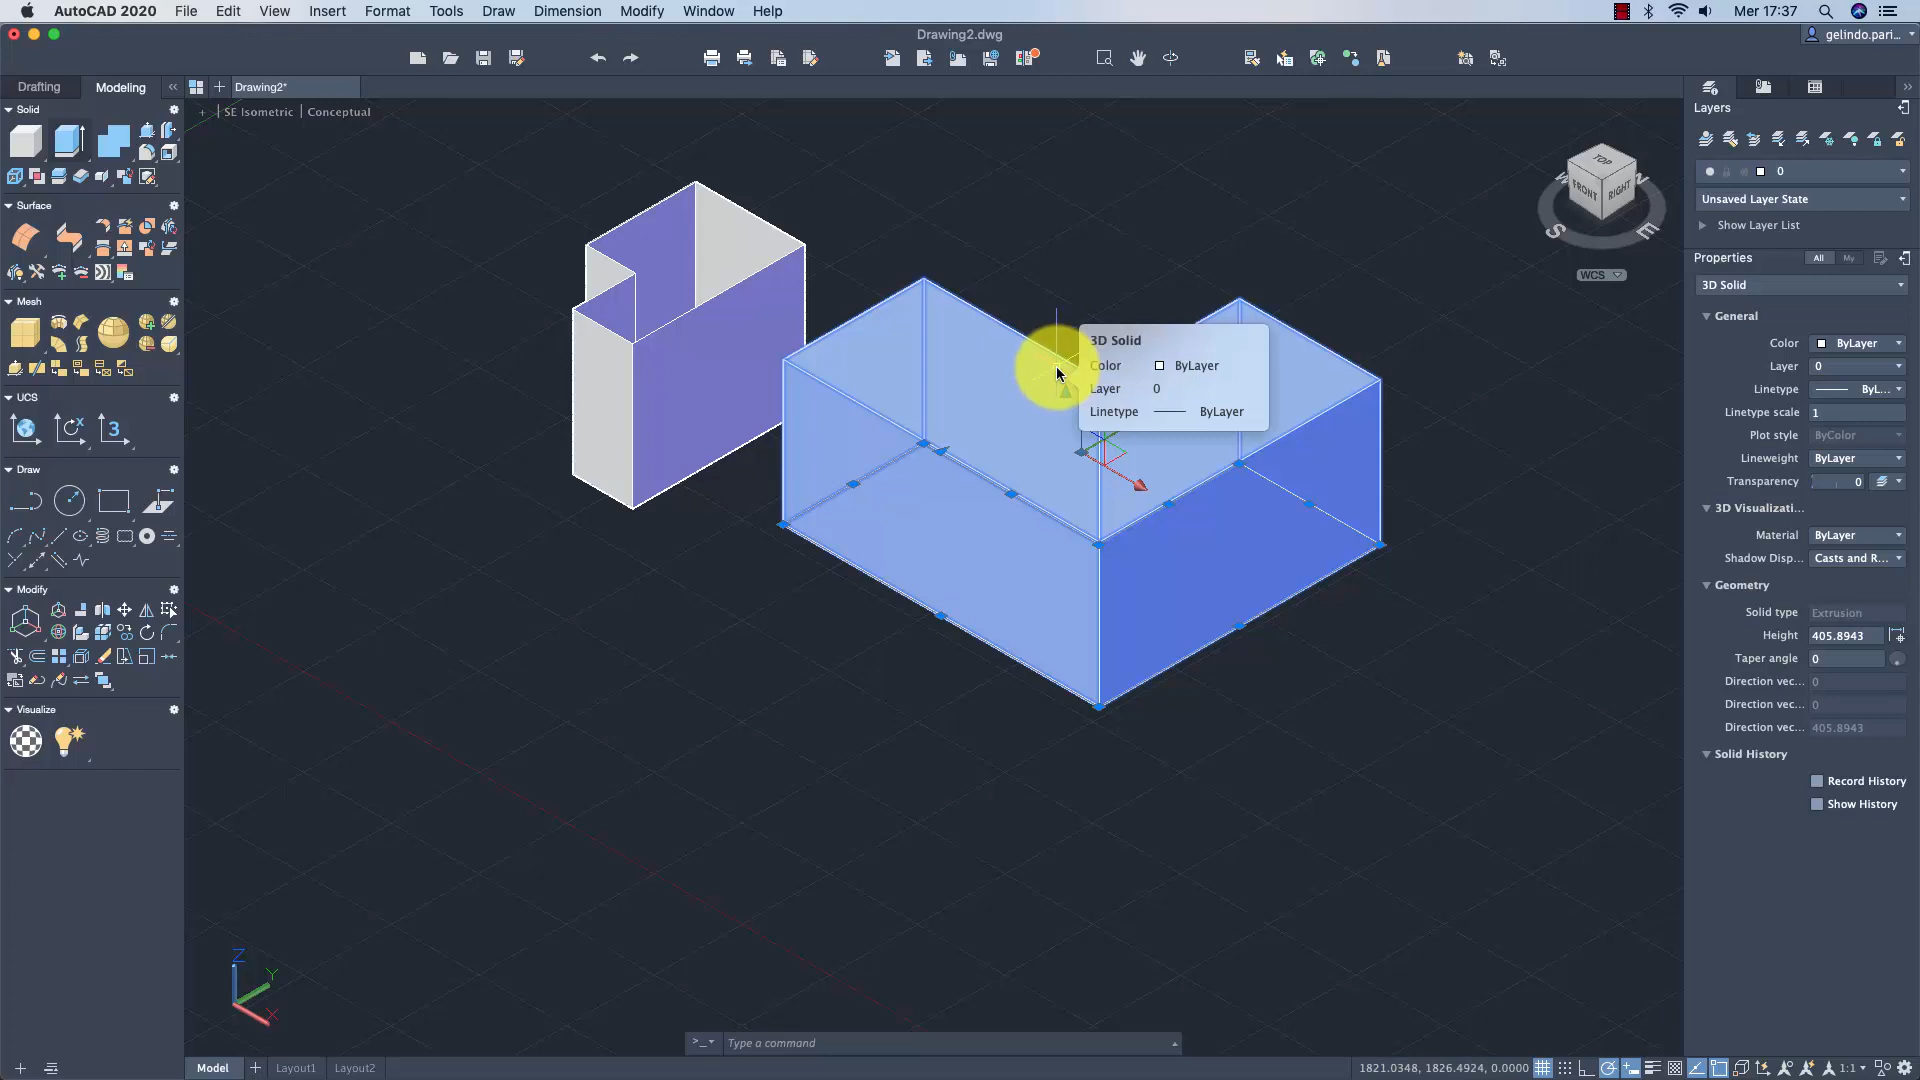 AutoCAD 2020 File Edit View Insert Format Tools Draw Dimension Modify Window Help Mer 17:37
Drawing2.dwg
gelindo.pari...
Drafting Modeling Drawing2*
Layers
+ | SE Isometric | Conceptual
Solid
Surface
Mesh
UCS
3
Draw
Modify
Visualize
TOP
FRONT
RIGHT
W
N
S
E
WCS
3D Solid
Color ByLayer
Layer 0
Linetype ByLayer
0
Unsaved Layer State
Show Layer List
Properties All My
3D Solid
General
Color ByLayer
Layer 0
Linetype ByL...
Linetype scale 1
Plot style ByColor
Lineweight ByLayer
Transparency 0
3D Visualizati...
Material ByLayer
Shadow Disp... Casts and R...
Geometry
Solid type Extrusion
Height 405.8943
Taper angle 0
Direction vec... 0
Direction vec... 0
Direction vec... 405.8943
Solid History
Record History
Show History
Z
Y
X
>_ Type a command
Model + Layout1 Layout2 1821.0348, 1826.4924, 0.0000 1:1